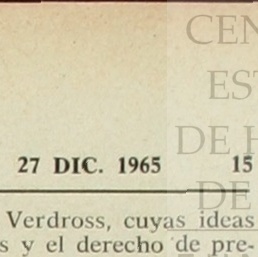 CEN
EST
DE H
27 DIC. 1965 15
DE
Verdross, cuyas ideas
s y el derecho de pre-